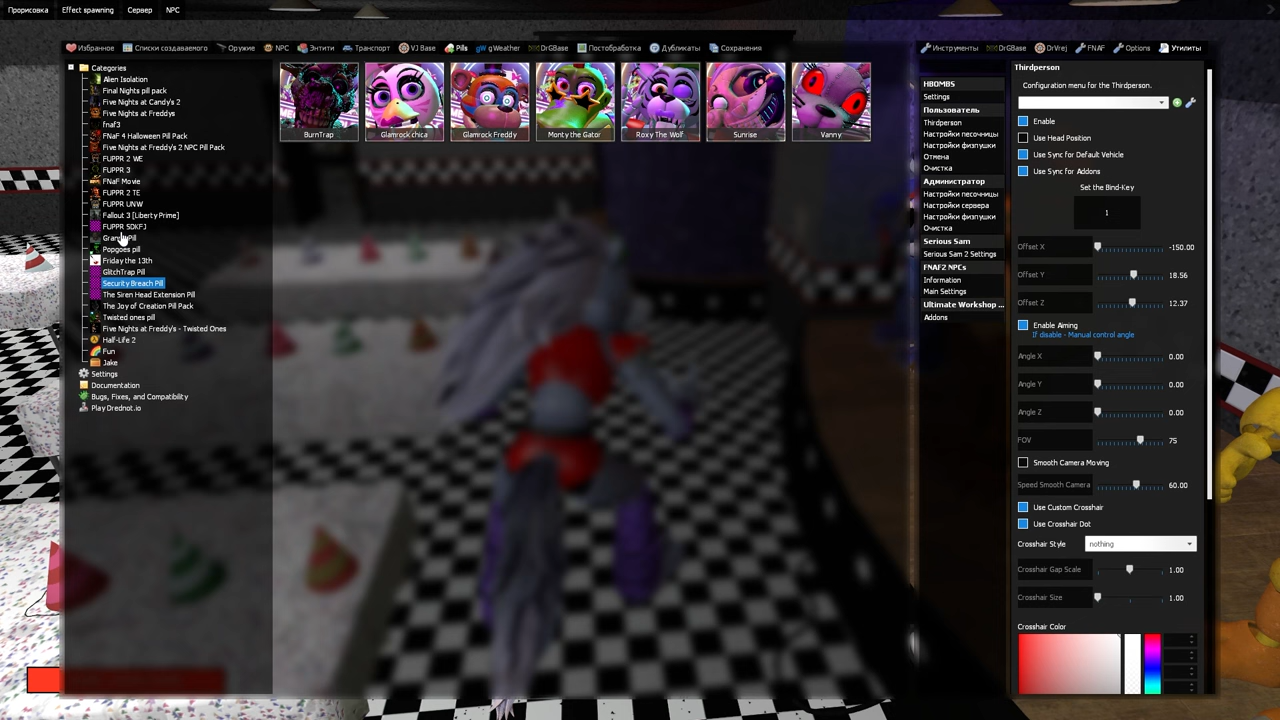 Прорисовка Effect spawning Сервер NPC
Избранное Списки создаваемого Оружие NPC Энтити Транспорт VJ Base Pils gWeather DrGBase Постобработка Дубликаты Сохранения
Categories
Alien Isolation
Final Nights pill pack
Five Nights at Candy's 2
Five Nights at Freddys
fnaf3
FNAF 4 Halloween Pill Pack
Five Nights at Freddy's 2 NPC Pill Pack
FUPPR 2 WE
FUPPR 3
FNaF Movie
FUPPR 2 TE
FUPPR UNW
Fallout 3 [Liberty Prime]
FUPPR SDKFJ
Popgoes pill
Friday the 13th
GlitchTrap Pill
Security Breach Pill
The Siren Head Extension Pill
The Joy of Creation Pill Pack
Twisted ones pill
Five Nights at Freddy's - Twisted Ones
Half-Life 2
Fun
Jake
Settings
Documentation
Bugs, Fixes, and Compatibility
Play Drednot.io
BurnTrap Glamrock chica Glamrock Freddy Monty the Gator Roxy The Wolf Sunrise Vanny
Инструменты DrGBase DrVrej FNAF Options Утилиты
HBOMBS
Settings
Пользователь
Thirdperson
Настройки песочницы
Настройки физпушки
Отмена
Очистка
Администратор
Настройки песочницы
Настройки сервера
Настройки физпушки
Очистка
Serious Sam
Serious Sam 2 Settings
FNAF2 NPCs
Information
Main Settings
Ultimate Workshop ...
Addons
Thirdperson
Configuration menu for the Thirdperson.
Enable
Use Head Position
Use Sync for Default Vehicle
Use Sync for Addons
Set the Bind-Key
1
Offset X -150.00
Offset Y 18.56
Offset Z 12.37
Enable Aiming
If disable - Manual control angle
Angle X 0.00
Angle Y 0.00
Angle Z 0.00
FOV 75
Smooth Camera Moving
Speed Smooth Camera 60.00
Use Custom Crosshair
Use Crosshair Dot
Crosshair Style nothing
Crosshair Gap Scale 1.00
Crosshair Size 1.00
Crosshair Color